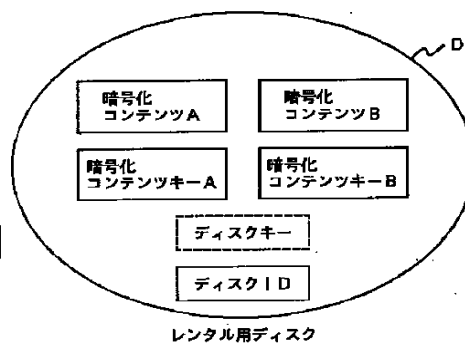 D
暗号化
コンテンツA
暗号化
コンテンツB
暗号化
コンテンツキーA
暗号化
コンテンツキーB
ディスクキー
ディスクID
レンタル用ディスク